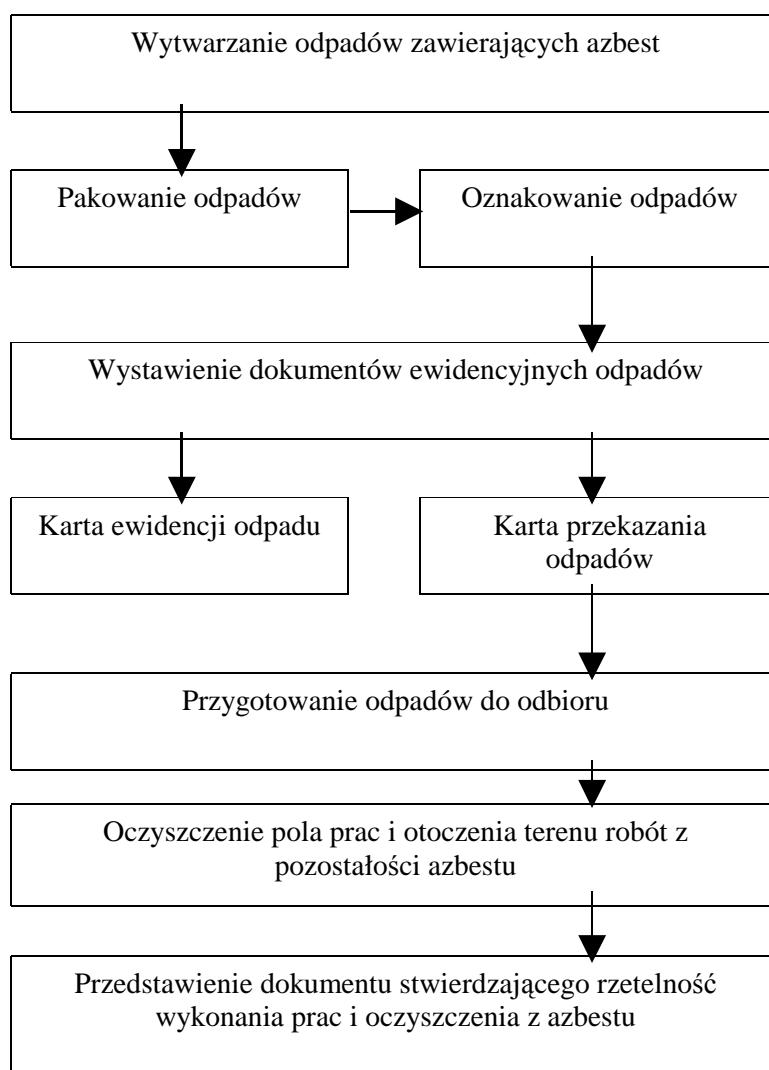 Wytwarzanie odpadów zawierających azbest
Pakowanie odpadów
Oznakowanie odpadów
Wystawienie dokumentów ewidencyjnych odpadów
Karta ewidencji odpadu
Karta przekazania
odpadów
Przygotowanie odpadów do odbioru
Oczyszczenie pola prac i otoczenia terenu robót z
pozostałości azbestu
Przedstawienie dokumentu stwierdzającego rzetelność
wykonania prac i oczyszczenia z azbestu